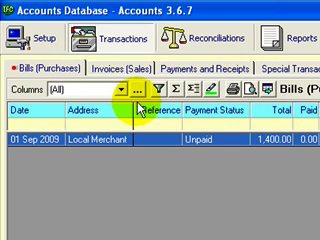 Accounts Database - Accounts 3.6.7
Setup Transactions Reconciliations Reports
Bills (Purchases) Invoices (Sales) Payments and Receipts Special Transa
Columns (All) ... Σ Bills (P
Date Address Reference Payment Status Total Paid
01 Sep 2009 Local Merchant Unpaid 1,400.00 0.00